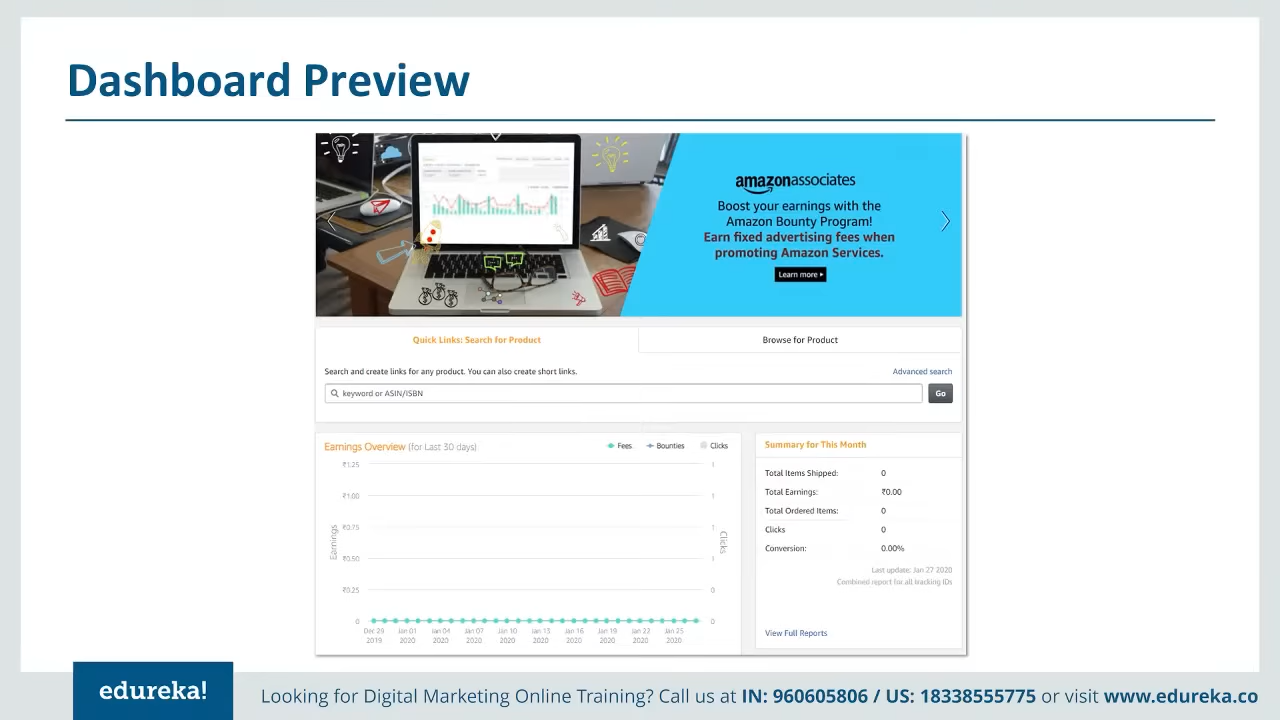 Dashboard Preview
amazonassociates
Boost your earnings with the
Amazon Bounty Program!
Earn fixed advertising fees when
promoting Amazon Services.
Learn more ▸
Quick Links: Search for Product
Browse for Product
Search and create links for any product. You can also create short links.
Advanced search
keyword or ASIN/ISBN
Go
Earnings Overview (for Last 30 days)
Fees Bounties Clicks
Earnings
₹1.25
₹1.00
₹0.75
₹0.50
₹0.25
0
1
1
1
1
0
0
Clicks
Dec 29 Jan 01 Jan 04 Jan 07 Jan 10 Jan 13 Jan 16 Jan 19 Jan 22 Jan 25
2019 2020 2020 2020 2020 2020 2020 2020 2020 2020
Summary for This Month
Total Items Shipped: 0
Total Earnings: ₹0.00
Total Ordered Items: 0
Clicks 0
Conversion: 0.00%
Last update: Jan 27 2020
Combined report for all tracking IDs
View Full Reports
edureka!
Looking for Digital Marketing Online Training? Call us at IN: 960605806 / US: 18338555775 or visit www.edureka.co